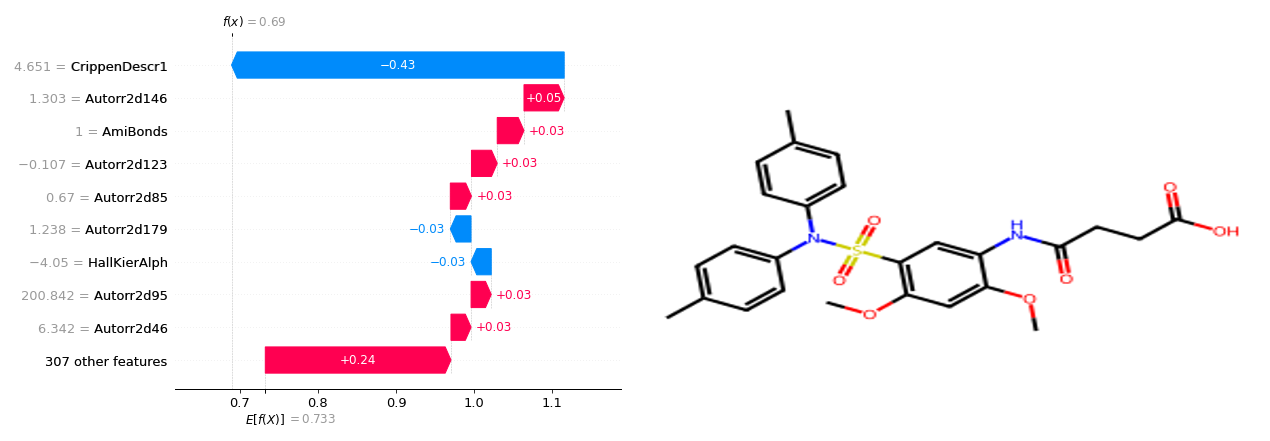 f(x) = 0.69
4.651 = CrippenDescr1
−0.43
1.303 = Autorr2d146
+0.05
1 = AmiBonds
+0.03
−0.107 = Autorr2d123
+0.03
0.67 = Autorr2d85
+0.03
1.238 = Autorr2d179
−0.03
−4.05 = HallKierAlph
−0.03
200.842 = Autorr2d95
+0.03
6.342 = Autorr2d46
+0.03
307 other features
+0.24
0.7 0.8 0.9 1.0 1.1
E[f(X)] = 0.733
O
H
N
N
O
S
OH
O
O
O
O